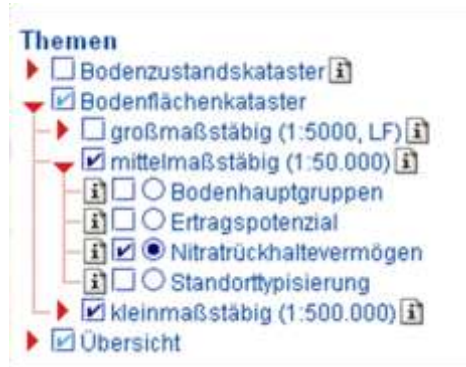 Themen
Bodenzustandskataster
Bodenflächenkataster
großmaßstäbig (1:5000, LF)
mittelmaßstäbig (1:50.000)
Bodenhauptgruppen
Ertragspotenzial
Nitratrückhaltevermögen
Standorttypisierung
kleinmaßstäbig (1:500.000)
Übersicht